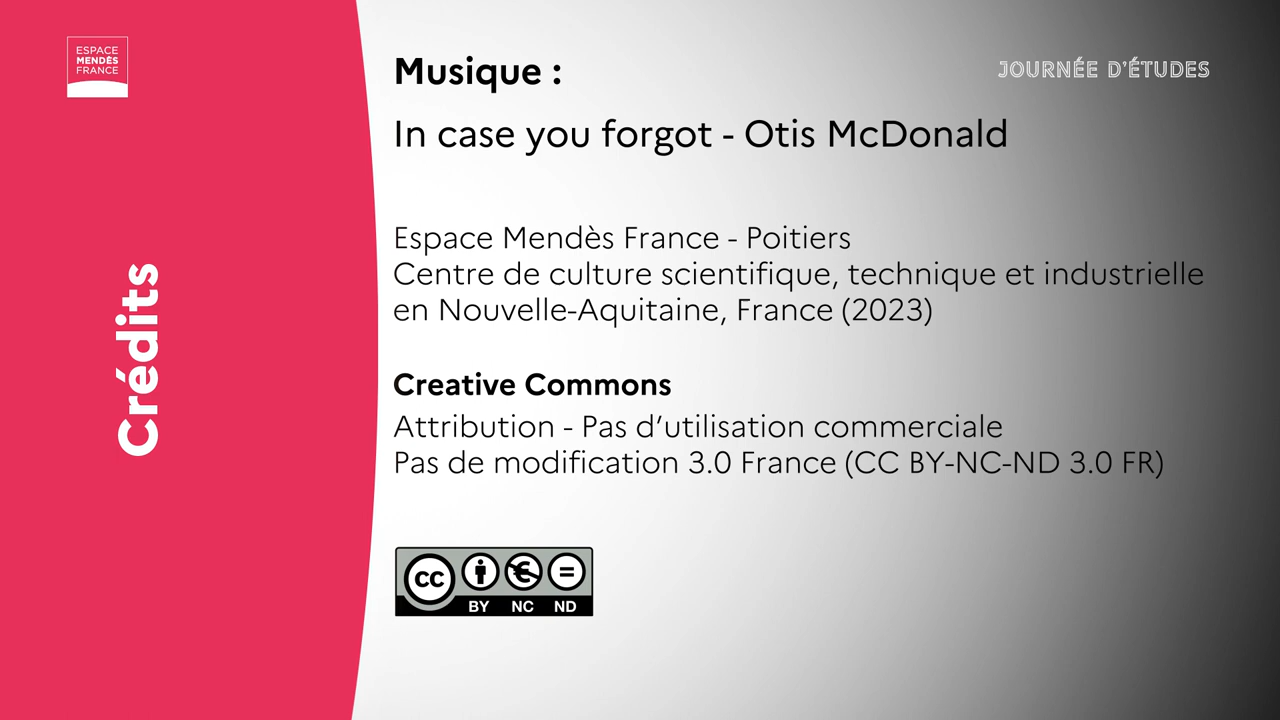 ESPACE
MENDÈS
FRANCE
Crédits
JOURNÉE D'ÉTUDES
Musique :
In case you forgot - Otis McDonald
Espace Mendès France - Poitiers
Centre de culture scientifique, technique et industrielle
en Nouvelle-Aquitaine, France (2023)
Creative Commons
Attribution - Pas d’utilisation commerciale
Pas de modification 3.0 France (CC BY-NC-ND 3.0 FR)
CC
BY NC ND